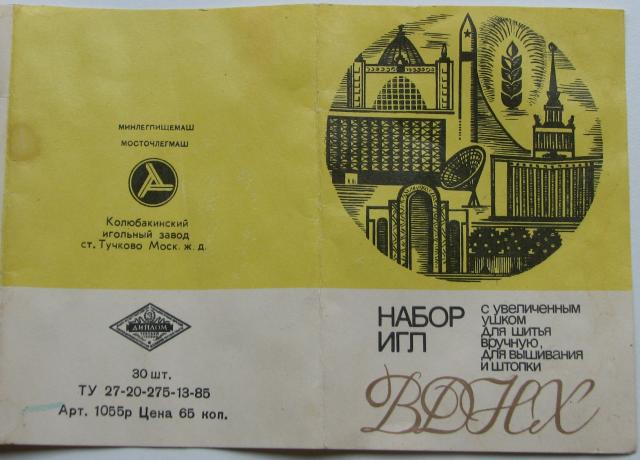 МИНЛЕГПИЩЕМАШ
МОСТОЧЛЕГМАШ
Колюбакинский
игольный завод
ст. Тучково Моск. ж. д.
ДИПЛОМ
30 шт.
ТУ 27-20-275-13-85
Арт. 1055р Цена 65 коп.
НАБОР
ИГЛ
с увеличенным
ушком
для шитья
вручную,
для вышивания
и штопки
ВДНХ